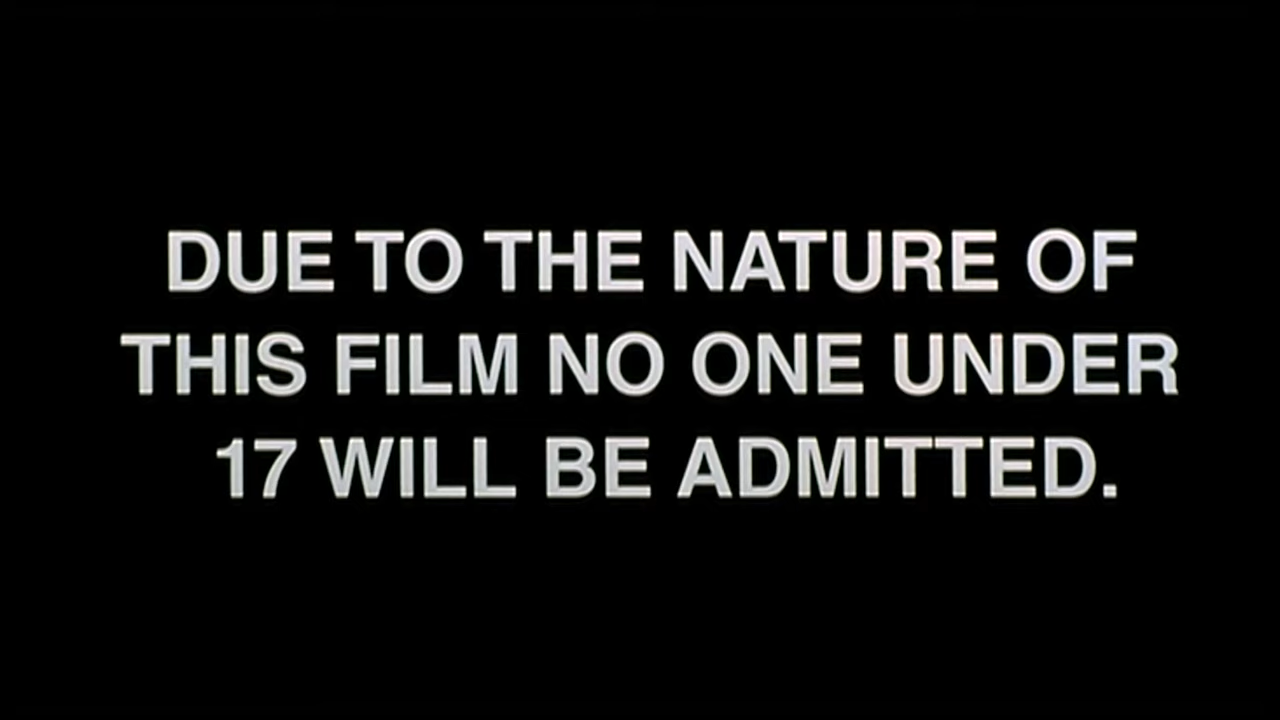 DUE TO THE NATURE OF
THIS FILM NO ONE UNDER
17 WILL BE ADMITTED.